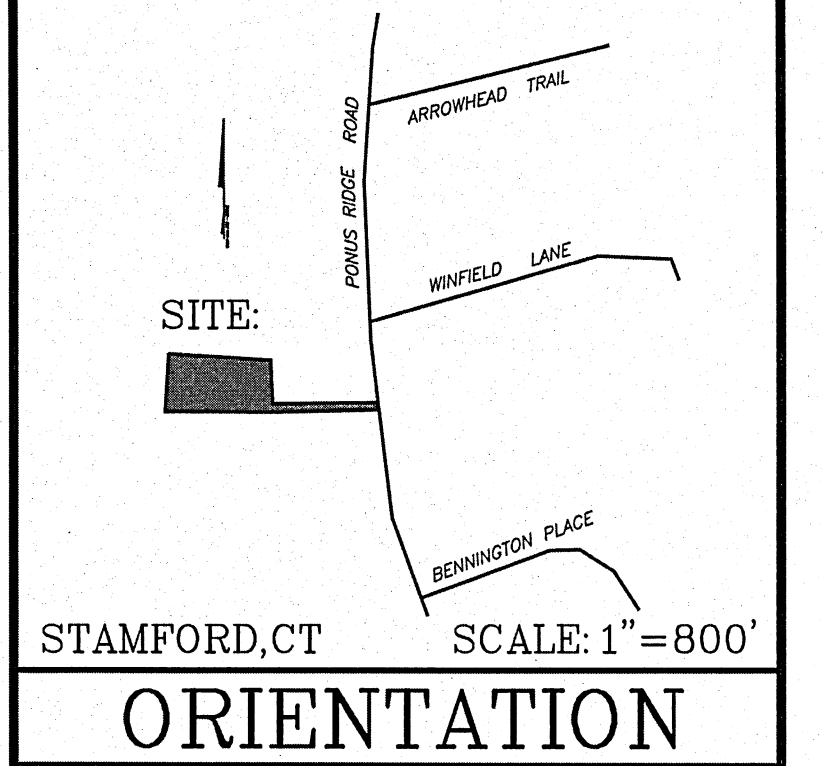 ARROWHEAD TRAIL
PONUS RIDGE ROAD
WINFIELD LANE
SITE:
BENNINGTON PLACE
STAMFORD,CT
SCALE: 1"=800'
ORIENTATION